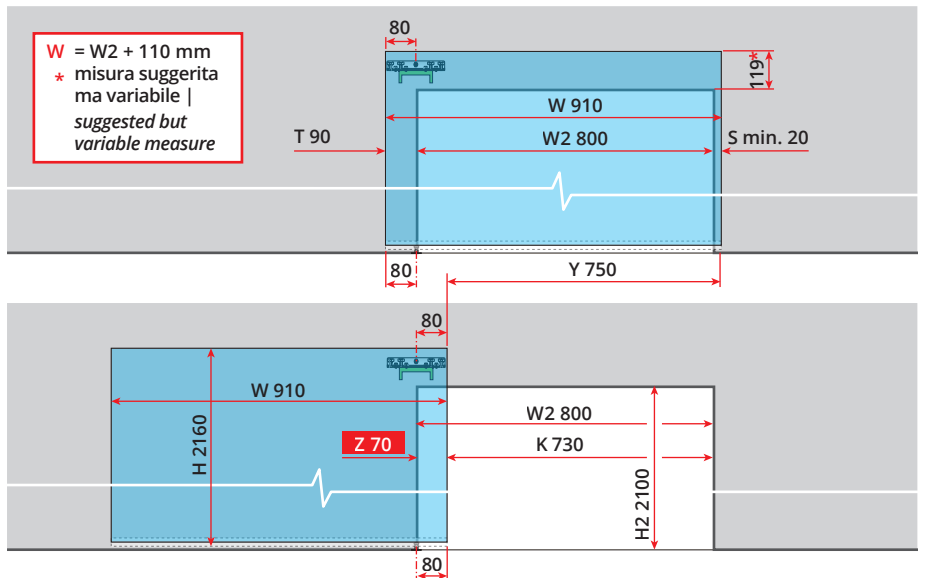 W = W2 + 110 mm
* misura suggerita
ma variabile |
suggested but
variable measure
80
119*
W 910
T 90
W2 800
S min. 20
80
Y 750
80
W 910
W2 800
Z 70
K 730
H 2160
H2 2100
80